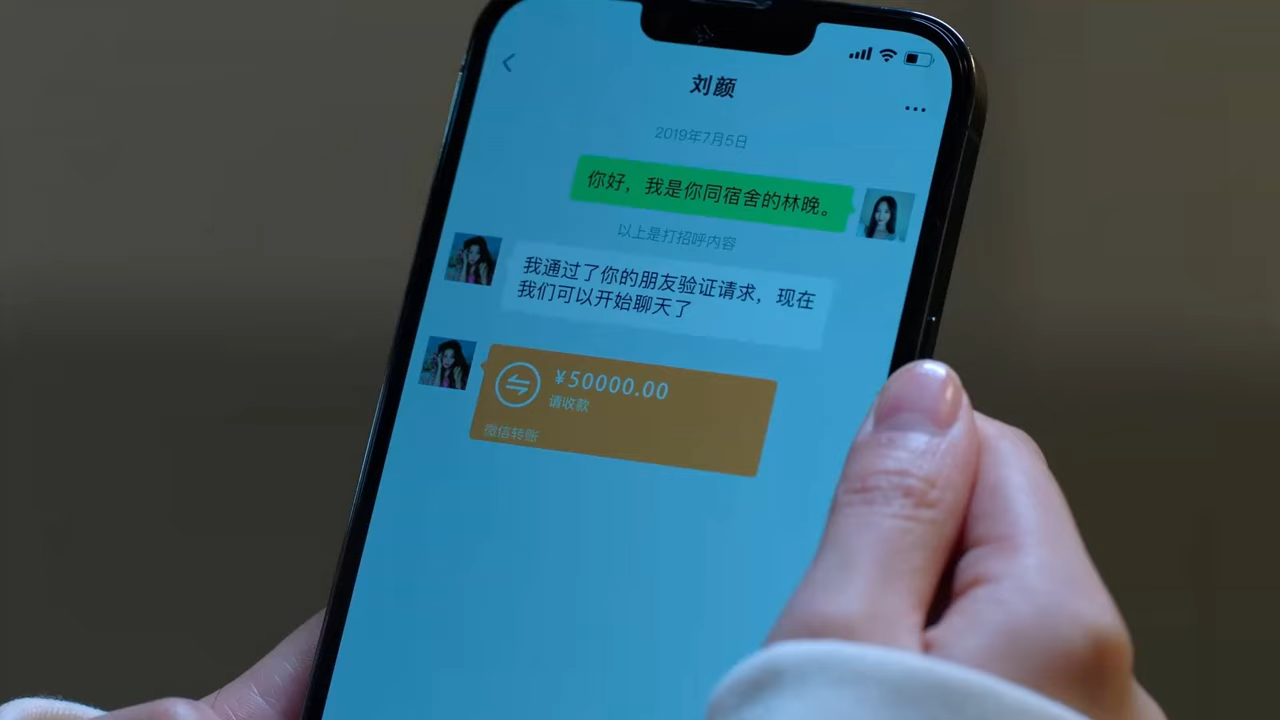 刘颜
2019年7月5日
你好，我是你同宿舍的林晚。
以上是打招呼内容
我通过了你的朋友验证请求，现在
我们可以开始聊天了
¥50000.00
请收款
微信转账